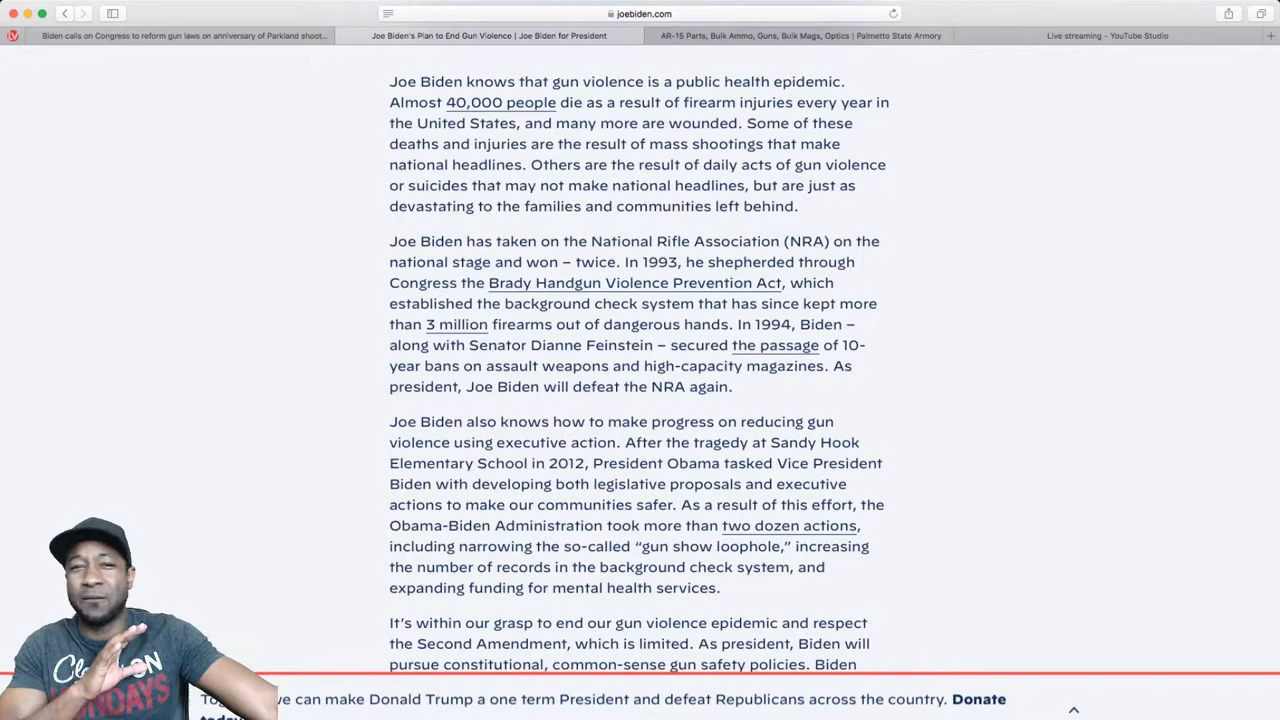 joebiden.com
Biden calls on Congress to reform gun laws on anniversary of Parkland shoot...
Joe Biden's Plan to End Gun Violence | Joe Biden for President
AR-15 Parts, Bulk Ammo, Guns, Bulk Mags, Optics | Palmetto State Armory
Live streaming - YouTube Studio
Joe Biden knows that gun violence is a public health epidemic.
Almost 40,000 people die as a result of firearm injuries every year in
the United States, and many more are wounded. Some of these
deaths and injuries are the result of mass shootings that make
national headlines. Others are the result of daily acts of gun violence
or suicides that may not make national headlines, but are just as
devastating to the families and communities left behind.
Joe Biden has taken on the National Rifle Association (NRA) on the
national stage and won – twice. In 1993, he shepherded through
Congress the Brady Handgun Violence Prevention Act, which
established the background check system that has since kept more
than 3 million firearms out of dangerous hands. In 1994, Biden –
along with Senator Dianne Feinstein – secured the passage of 10-
year bans on assault weapons and high-capacity magazines. As
president, Joe Biden will defeat the NRA again.
Joe Biden also knows how to make progress on reducing gun
violence using executive action. After the tragedy at Sandy Hook
Elementary School in 2012, President Obama tasked Vice President
Biden with developing both legislative proposals and executive
actions to make our communities safer. As a result of this effort, the
Obama-Biden Administration took more than two dozen actions,
including narrowing the so-called “gun show loophole,” increasing
the number of records in the background check system, and
expanding funding for mental health services.
It’s within our grasp to end our gun violence epidemic and respect
the Second Amendment, which is limited. As president, Biden will
pursue constitutional, common-sense gun safety policies. Biden
we can make Donald Trump a one term President and defeat Republicans across the country. Donate